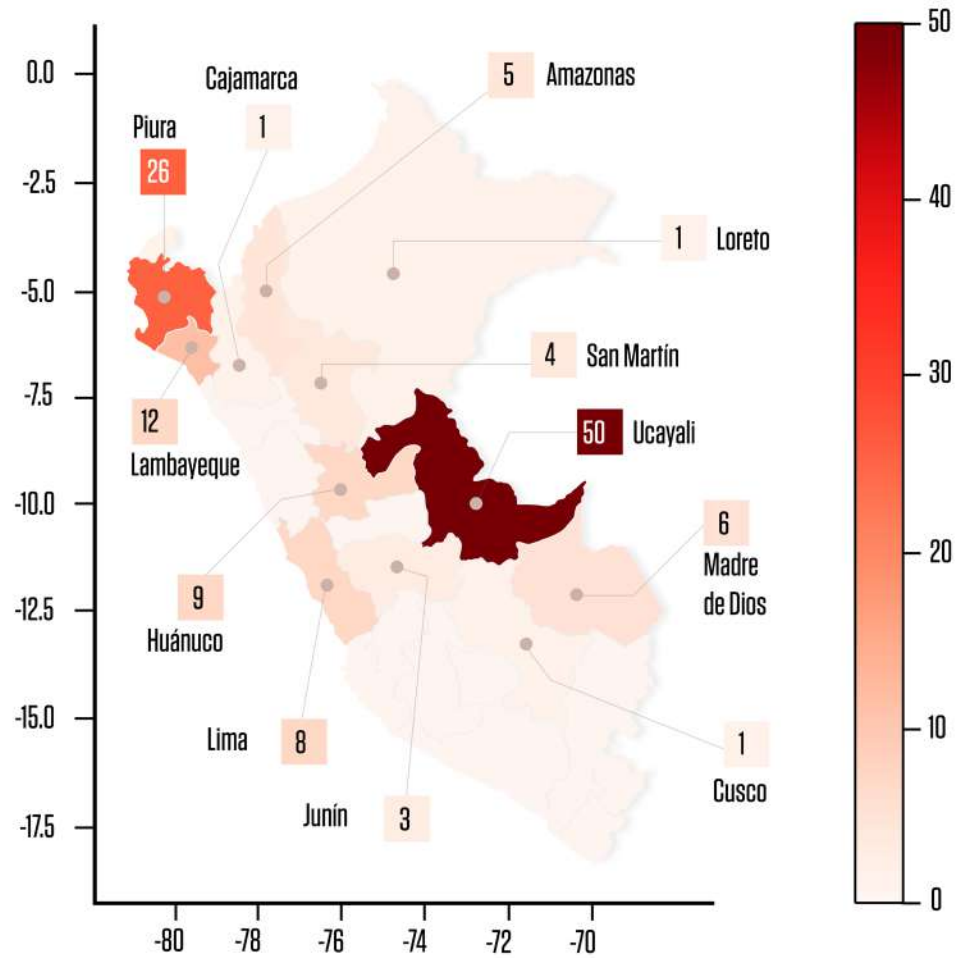 50
0.0
Cajamarca
5
Amazonas
Piura
1
26
-2.5
40
1
Loreto
-5.0
30
4
San Martín
-7.5
12
50
Ucayali
Lambayeque
-10.0
6
20
Madre
de Dios
9
-12.5
Huánuco
-15.0
Lima
8
1
10
Cusco
Junín
3
-17.5
0
-80
-78
-76
-74
-72
-70